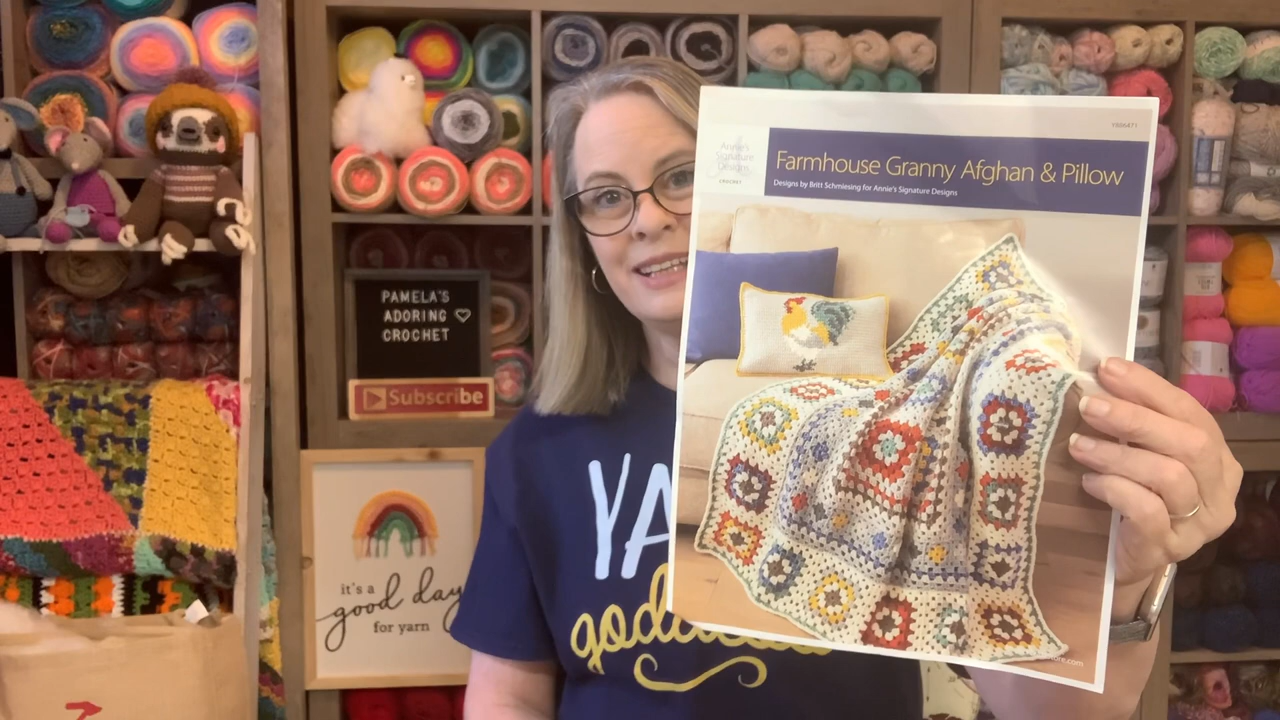 Annie's
Signature
Designs
CROCHET
Farmhouse Granny Afghan & Pillow
Designs by Britt Schmiesing for Annie's Signature Designs
PAMELA'S
ADORING
CROCHET
Subscribe
it's a
good day
for yarn
YA